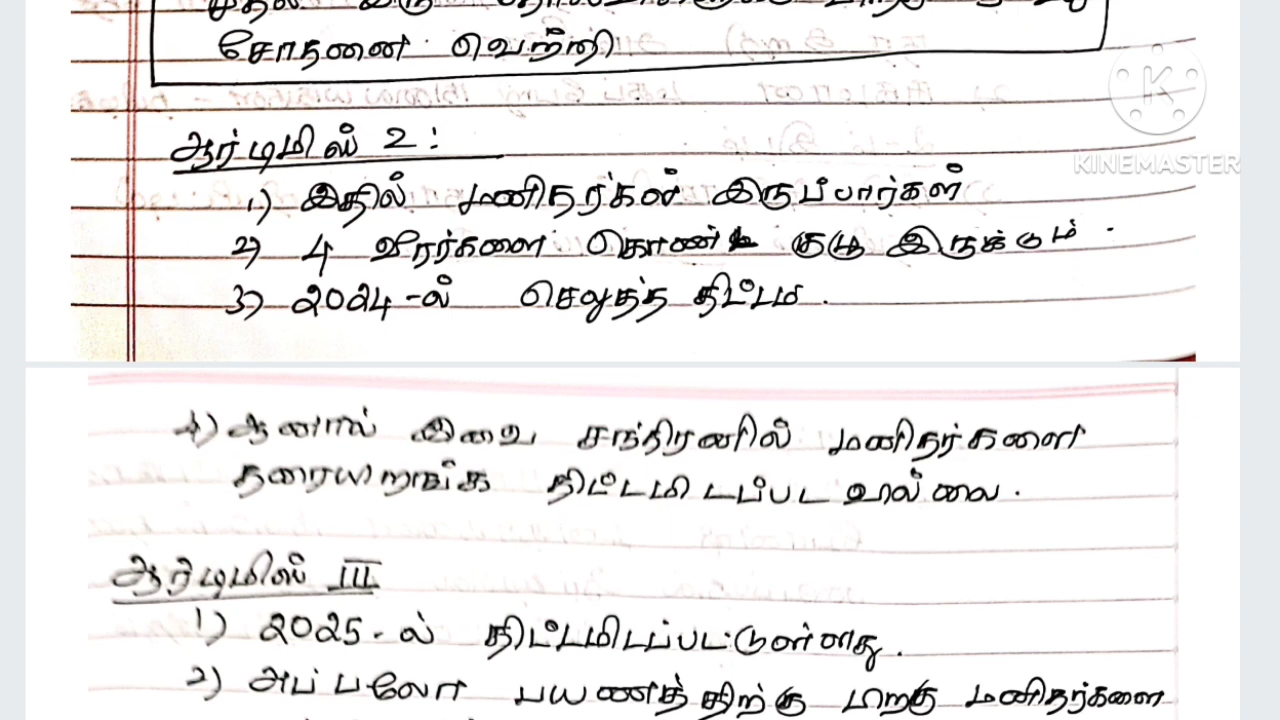 சோதனை வெற்றி
KINEMASTER
ஆர்டிமிஸ் 2 :
1) இதில் மனிதர்கள் இருப்பார்கள்
2) 4 வீரர்களை கொண்ட குழு இருக்கும்.
3) 2024-ல் செலுத்த திட்டம்.
4) ஆனால் இவை சந்திரனில் மனிதர்களை
தரையிறங்க திட்டமிடப்பட வில்லை.
ஆர்டிமிஸ் III
1) 2025-ல் திட்டமிடப்பட்டுள்ளது.
2) அப்பலோ பயணத்திற்கு பிறகு மனிதர்களை